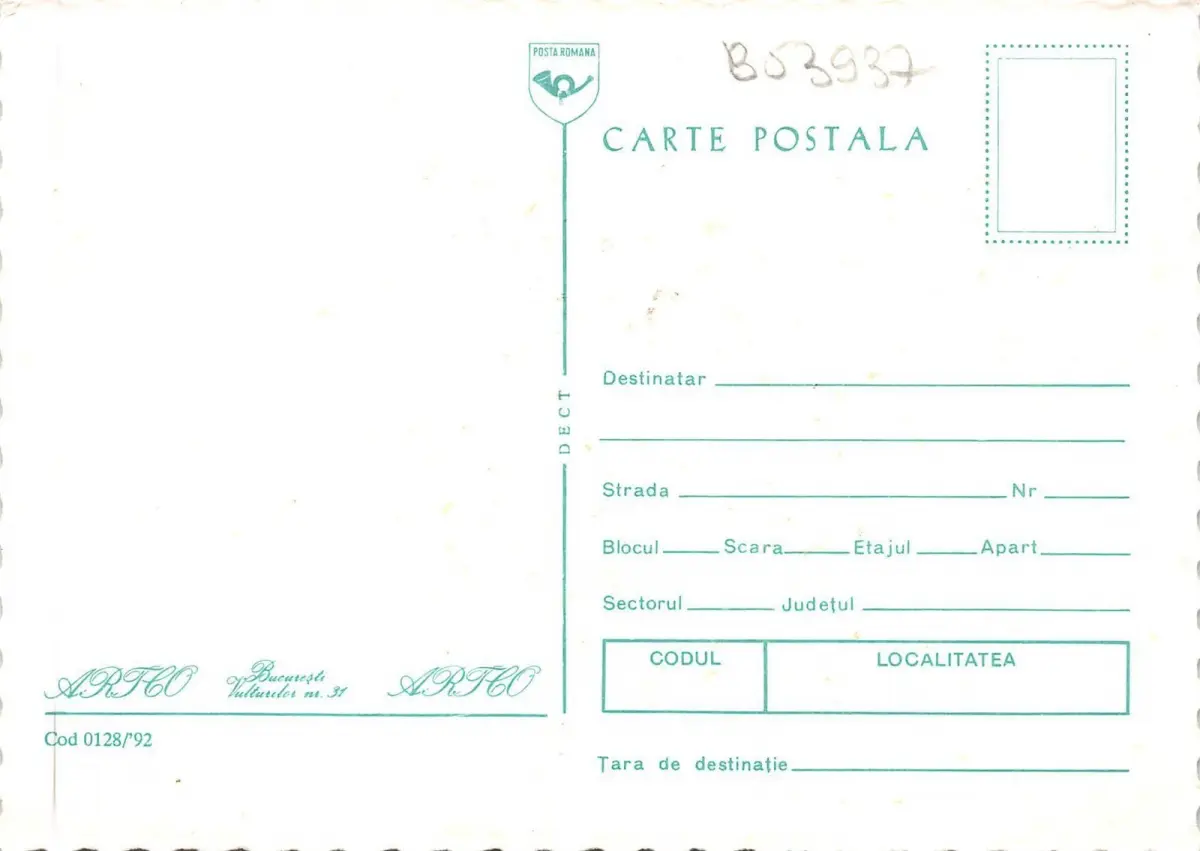 POSTA ROMANA
B03937
CARTE POSTALA
Destinatar
Strada Nr
Blocul Scara Etajul Apart
Sectorul Județul
CODUL LOCALITATEA
Țara de destinație
DECT
ARTCO București ARTCO
Vulturilor nr. 31
Cod 0128/'92